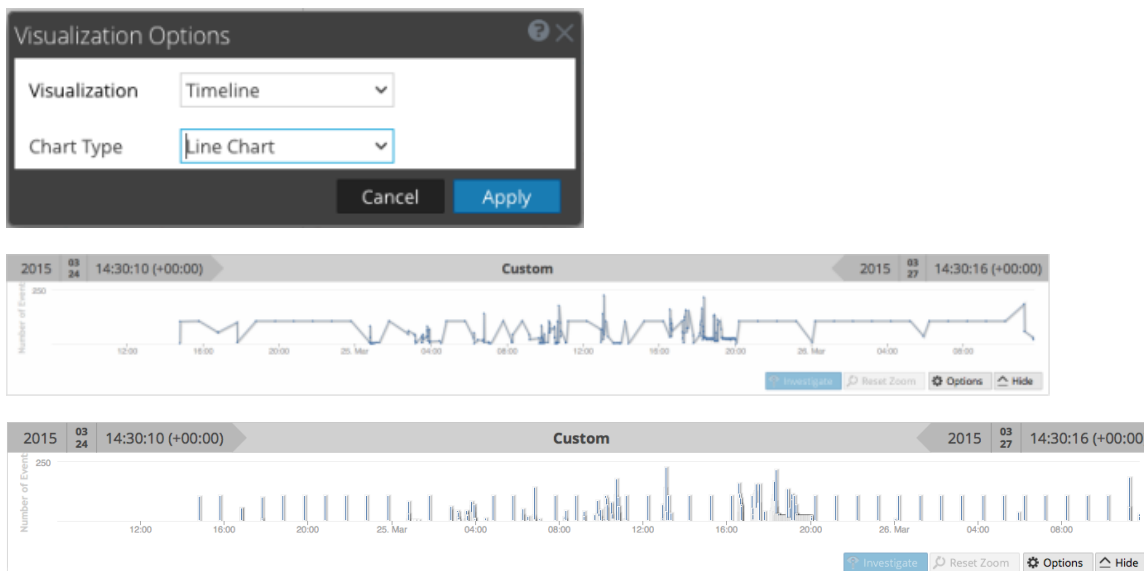 Visualization Options ?
Visualization Timeline
Chart Type Line Chart
Cancel Apply
2015 03 24 14:30:10 (+00:00) Custom 2015 03 27 14:30:16 (+00:00)
Number of Event
250
12:00 16:00 20:00 25. Mar 04:00 08:00 12:00 16:00 20:00 26. Mar 04:00 08:00
Investigate Reset Zoom Options Hide
2015 03 24 14:30:10 (+00:00) Custom 2015 03 27 14:30:16 (+00:00
Number of Event
250
12:00 16:00 20:00 25. Mar 04:00 08:00 12:00 16:00 20:00 26. Mar 04:00 08:00
Investigate Reset Zoom Options Hide